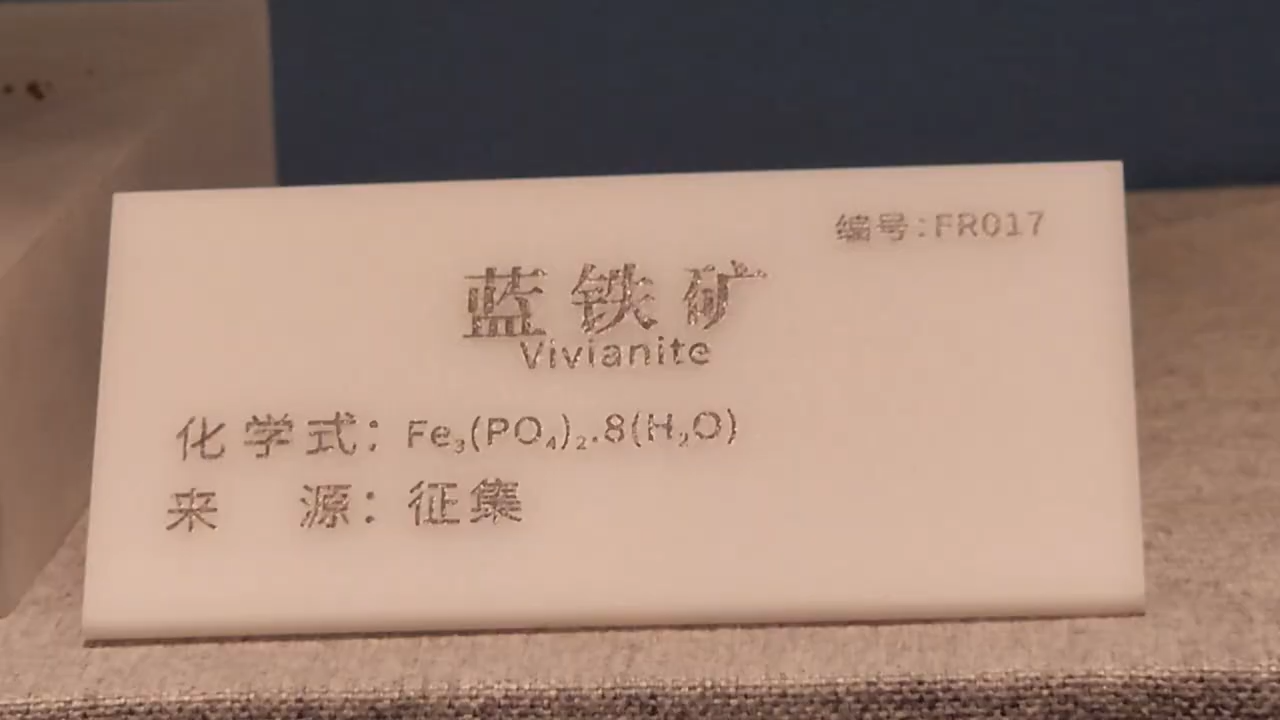 编号:FR017
蓝铁矿
Vivianite
化学式：Fe₃(PO₄)₂.8(H₂O)
来　源：征集